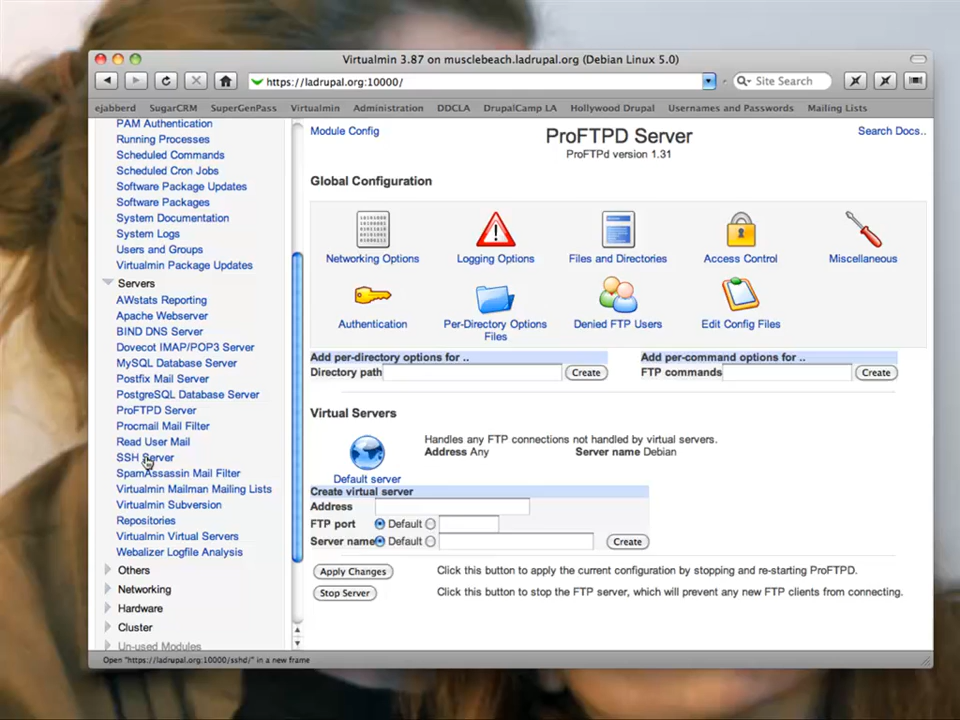 Virtualmin 3.87 on musclebeach.ladrupal.org (Debian Linux 5.0)
https://ladrupal.org:10000/
Site Search
ejabberd SugarCRM SuperGenPass Virtualmin Administration DDCLA DrupalCamp LA Hollywood Drupal Usernames and Passwords Mailing Lists
PAM Authentication
Running Processes
Scheduled Commands
Scheduled Cron Jobs
Software Package Updates
Software Packages
System Documentation
System Logs
Users and Groups
Virtualmin Package Updates
Servers
AWstats Reporting
Apache Webserver
BIND DNS Server
Dovecot IMAP/POP3 Server
MySQL Database Server
Postfix Mail Server
PostgreSQL Database Server
ProFTPD Server
Procmail Mail Filter
Read User Mail
SSH Server
SpamAssassin Mail Filter
Virtualmin Mailman Mailing Lists
Virtualmin Subversion
Repositories
Virtualmin Virtual Servers
Webalizer Logfile Analysis
Others
Networking
Hardware
Cluster
Un-used Modules
Module Config
ProFTPD Server
Search Docs..
ProFTPd version 1.31
Global Configuration
Networking Options
Logging Options
Files and Directories
Access Control
Miscellaneous
Authentication
Per-Directory Options
Files
Denied FTP Users
Edit Config Files
Add per-directory options for ..
Directory path Create
Add per-command options for ..
FTP commands Create
Virtual Servers
Default server
Handles any FTP connections not handled by virtual servers.
Address Any Server name Debian
Create virtual server
Address
FTP port Default
Server name Default Create
Apply Changes Click this button to apply the current configuration by stopping and re-starting ProFTPD.
Stop Server Click this button to stop the FTP server, which will prevent any new FTP clients from connecting.
Open "https://ladrupal.org:10000/sshd/" in a new frame